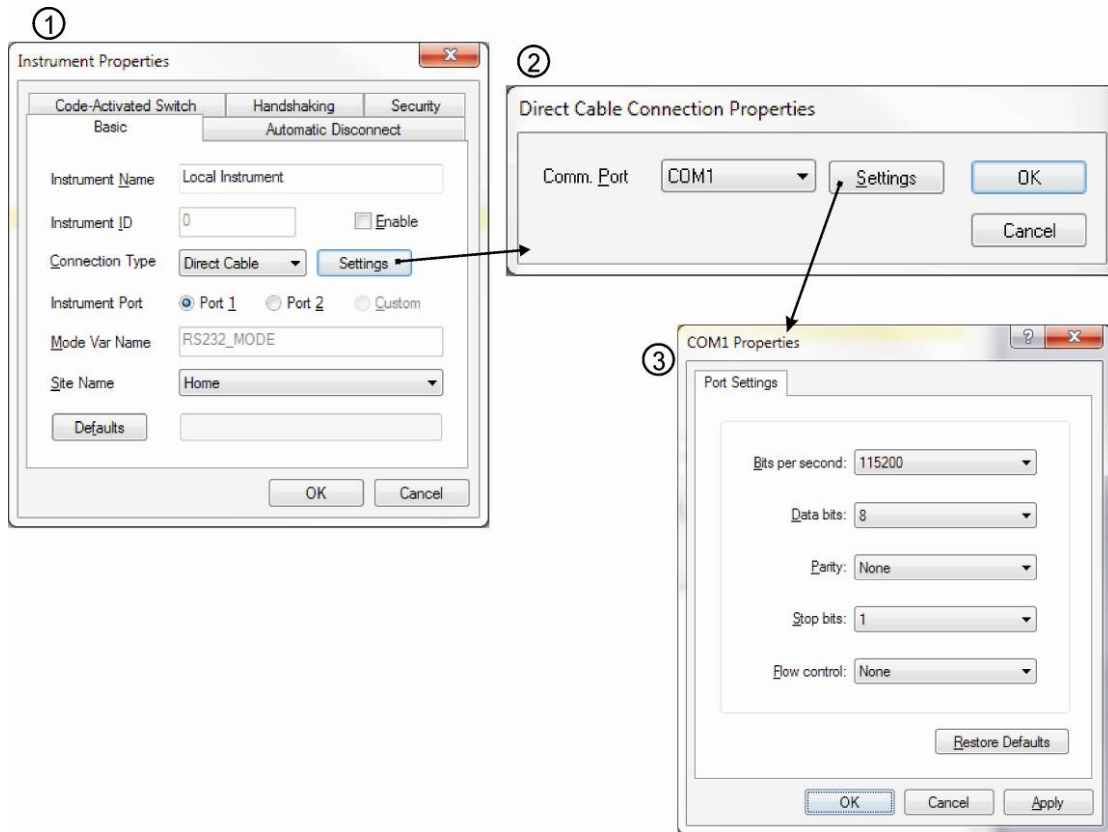 1
Instrument Properties
Code-Activated Switch Handshaking Security
Basic Automatic Disconnect
Instrument Name Local Instrument
Instrument ID 0 Enable
Connection Type Direct Cable Settings
Instrument Port Port 1 Port 2 Custom
Mode Var Name RS232_MODE
Site Name Home
Defaults
OK Cancel
2
Direct Cable Connection Properties
Comm. Port COM1 Settings OK
Cancel
3
COM1 Properties ?
Port Settings
Bits per second: 115200
Data bits: 8
Parity: None
Stop bits: 1
Flow control: None
Restore Defaults
OK Cancel Apply